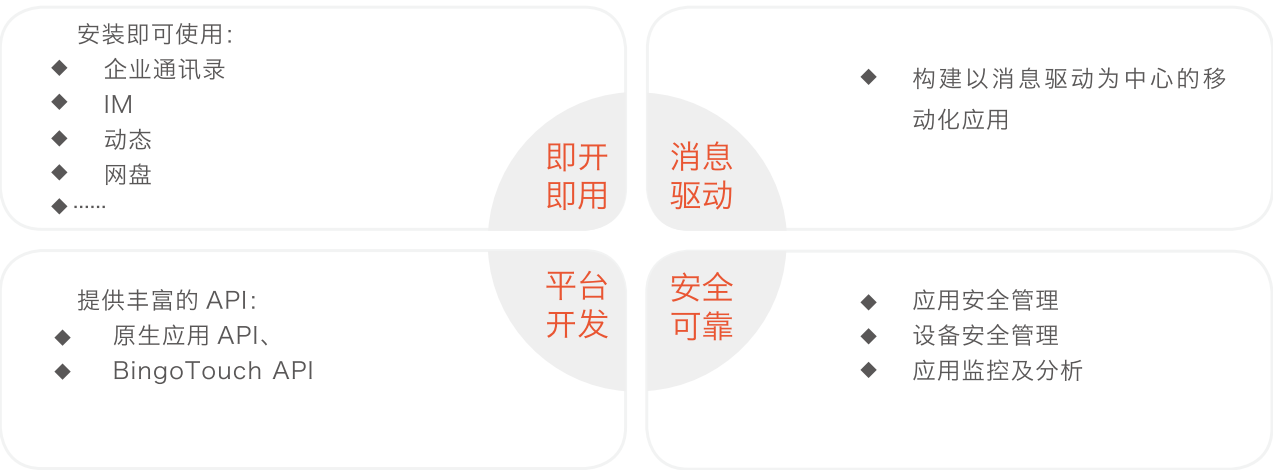 安装即可使用：
◆ 企业通讯录
◆ IM
◆ 动态
◆ 网盘
◆ ······
即开
即用
◆ 构建以消息驱动为中心的移
动化应用
消息
驱动
提供丰富的 API：
◆ 原生应用 API、
◆ BingoTouch API
平台
开发
◆ 应用安全管理
◆ 设备安全管理
◆ 应用监控及分析
安全
可靠